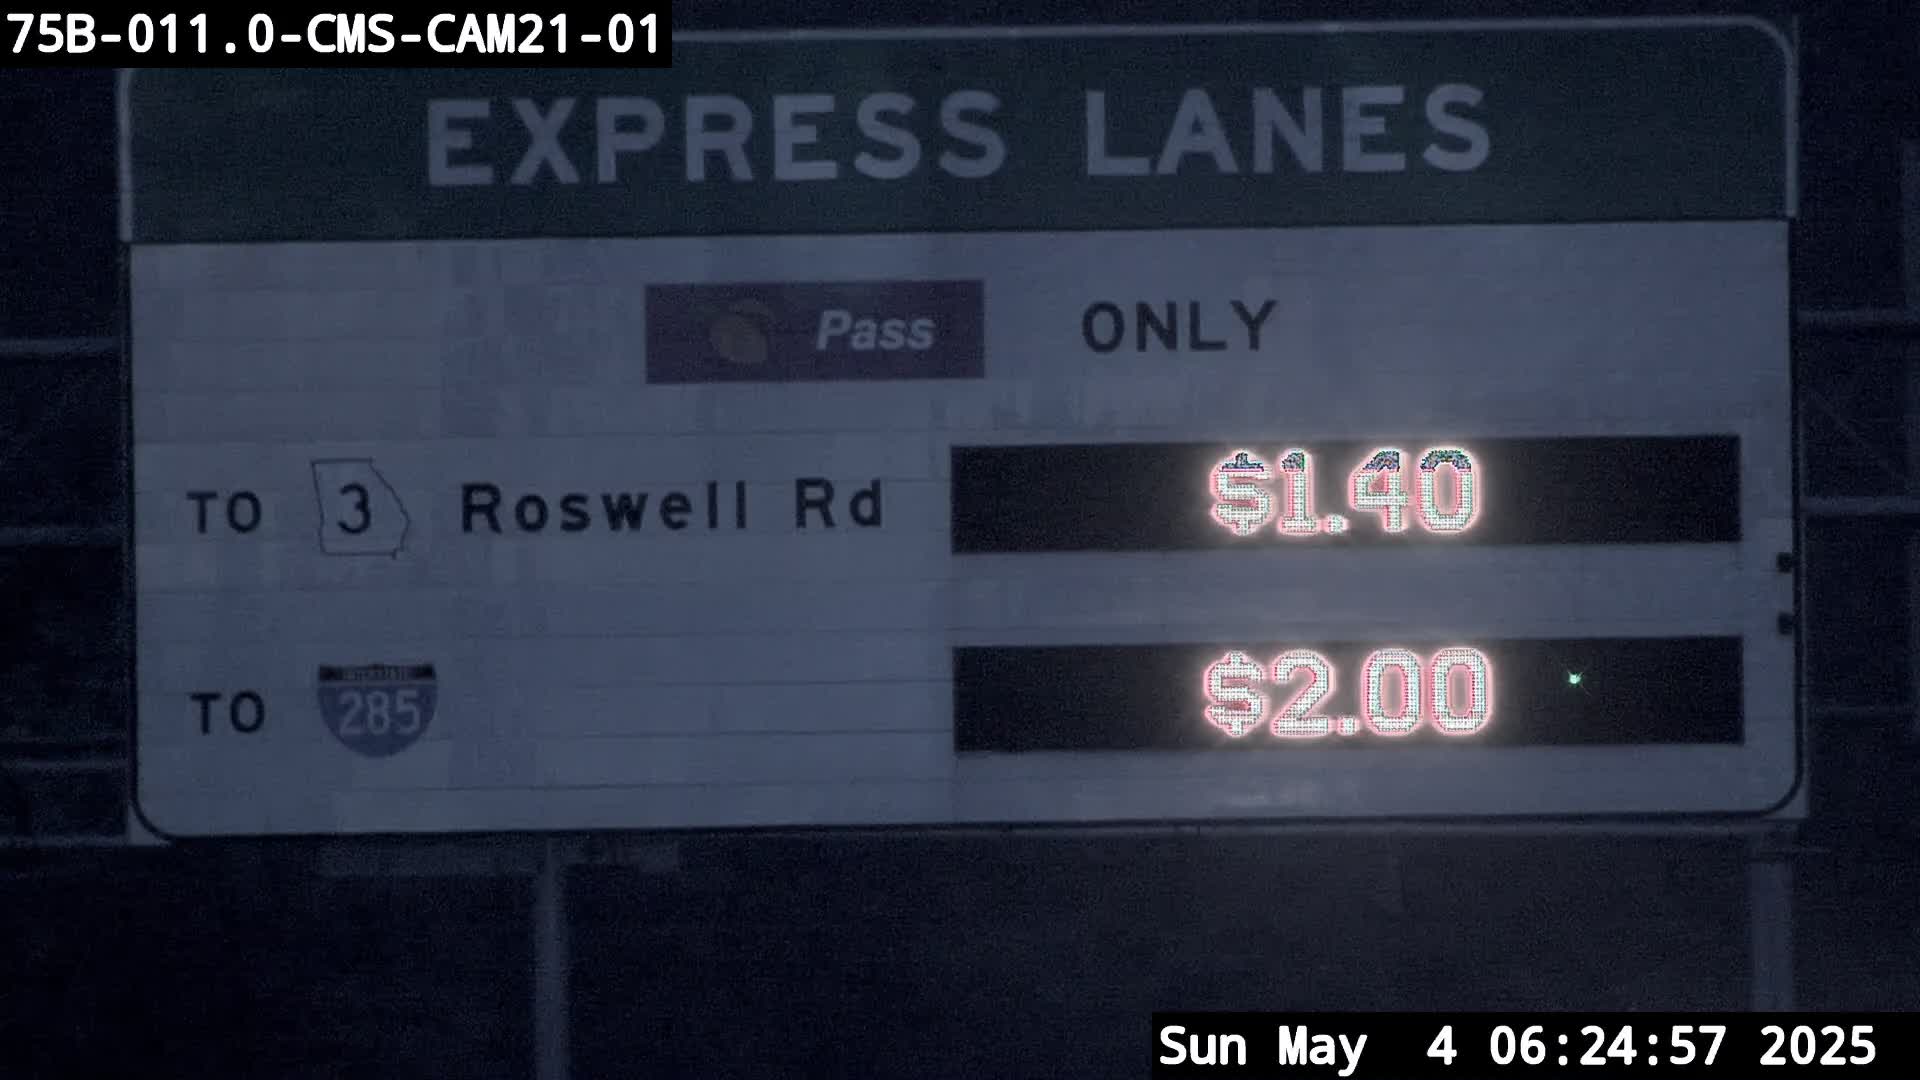 75B-011.0-CMS-CAM21-01
EXPRESS LANES
Pass ONLY
TO 3 Roswell Rd $1.40
TO INTERSTATE 285 $2.00
Sun May 4 06:24:57 2025